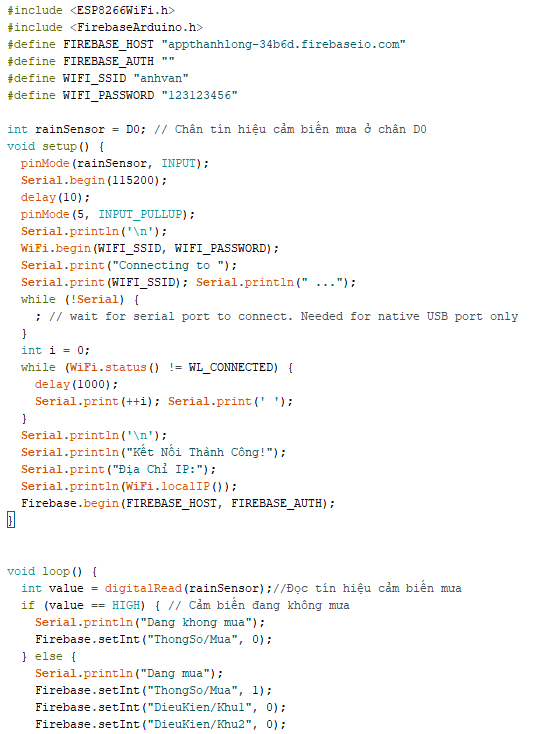 #include <ESP8266WiFi.h>
#include <FirebaseArduino.h>
#define FIREBASE_HOST "appthanhlong-34b6d.firebaseio.com"
#define FIREBASE_AUTH ""
#define WIFI_SSID "anhvan"
#define WIFI_PASSWORD "123123456"

int rainSensor = D0; // Chân tín hiệu cảm biến mưa ở chân D0
void setup() {
  pinMode(rainSensor, INPUT);
  Serial.begin(115200);
  delay(10);
  pinMode(5, INPUT_PULLUP);
  Serial.println('\n');
  WiFi.begin(WIFI_SSID, WIFI_PASSWORD);
  Serial.print("Connecting to ");
  Serial.print(WIFI_SSID); Serial.println(" ...");
  while (!Serial) {
    ; // wait for serial port to connect. Needed for native USB port only
  }
  int i = 0;
  while (WiFi.status() != WL_CONNECTED) {
    delay(1000);
    Serial.print(++i); Serial.print(' ');
  }
  Serial.println('\n');
  Serial.println("Kết Nối Thành Công!");
  Serial.print("Địa Chỉ IP:");
  Serial.println(WiFi.localIP());
  Firebase.begin(FIREBASE_HOST, FIREBASE_AUTH);
}

void loop() {
  int value = digitalRead(rainSensor);//Đọc tín hiệu cảm biến mưa
  if (value == HIGH) { // Cảm biến đang không mưa
    Serial.println("Dang khong mua");
    Firebase.setInt("ThongSo/Mua", 0);
  } else {
    Serial.println("Dang mua");
    Firebase.setInt("ThongSo/Mua", 1);
    Firebase.setInt("DieuKien/Khu1", 0);
    Firebase.setInt("DieuKien/Khu2", 0);